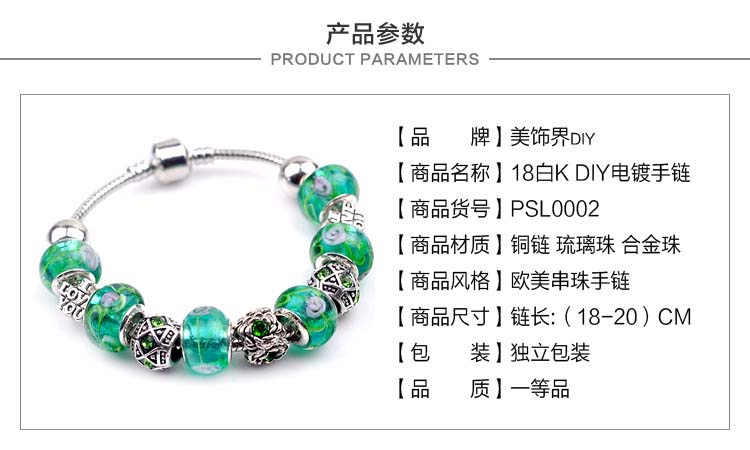 产品参数
PRODUCT PARAMETERS
【品　　牌】美饰界DIY
【商品名称】18白K DIY电镀手链
【商品货号】PSL0002
【商品材质】铜链 琉璃珠 合金珠
【商品风格】欧美串珠手链
【商品尺寸】链长:（18-20）CM
【包　　装】独立包装
【品　　质】一等品